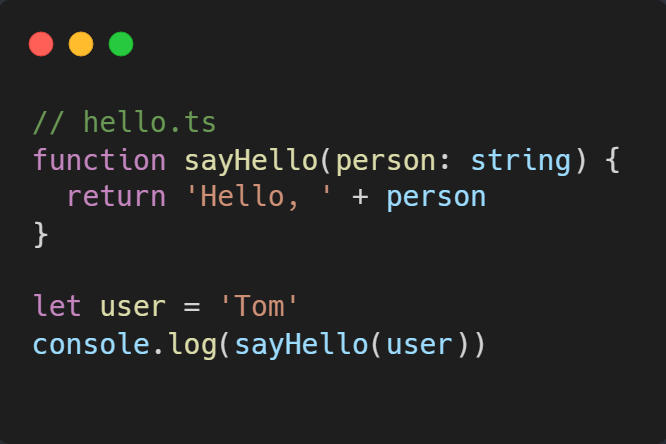 // hello.ts
function sayHello(person: string) {
  return 'Hello, ' + person
}

let user = 'Tom'
console.log(sayHello(user))